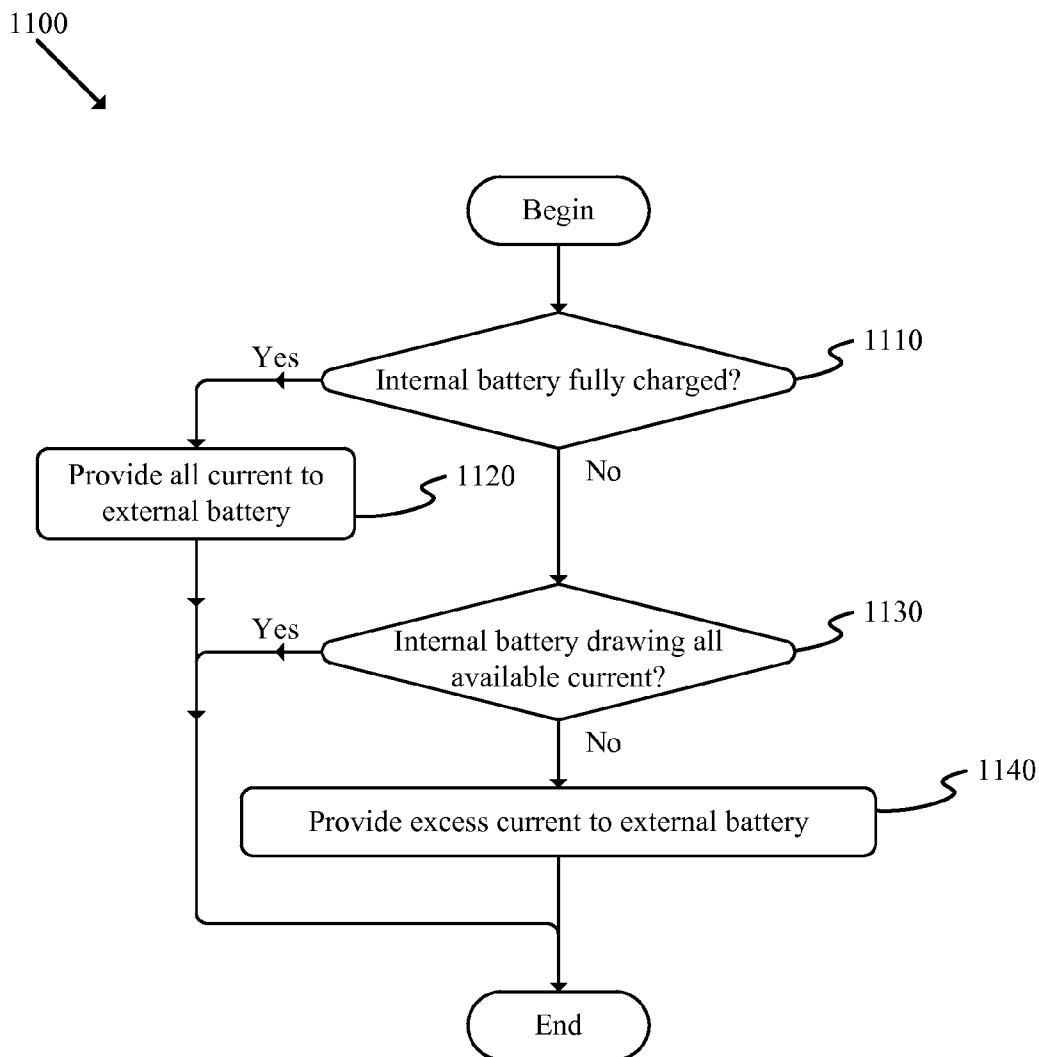 1100
Begin
1110
Yes
Internal battery fully charged?
Provide all current to
external battery
1120
No
1130
Yes
Internal battery drawing all
available current?
No
1140
Provide excess current to external battery
End